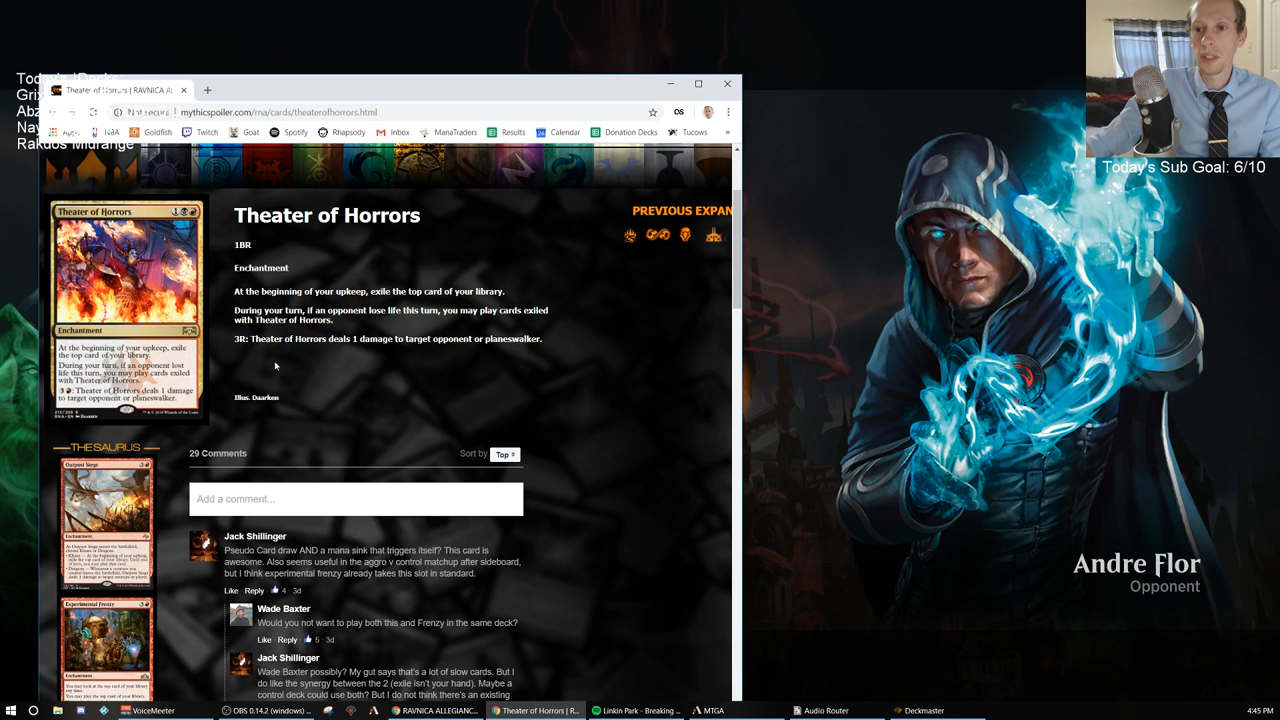 Today's !Decks
Grix
Abz
Nay
Rakdos Midrange
Theater of Horrors | RAVNICA AL
Not secure | mythicspoiler.com/rna/cards/theaterofhorrors.html
Apps NBA Goldfish Twitch Goat Spotify Rhapsody Inbox ManaTraders Results Calendar Donation Decks Tucows »
Today's Sub Goal: 6/10
Theater of Horrors
PREVIOUS EXPAN
1BR
Enchantment
At the beginning of your upkeep, exile the top card of your library.
During your turn, if an opponent lose life this turn, you may play cards exiled
with Theater of Horrors.
3R: Theater of Horrors deals 1 damage to target opponent or planeswalker.
Illus. Daarken
Theater of Horrors
Enchantment
At the beginning of your upkeep, exile
the top card of your library.
During your turn, if an opponent lost
life this turn, you may play cards exiled
with Theater of Horrors.
3: Theater of Horrors deals 1 damage
to target opponent or planeswalker.
THESAURUS
Outpost Siege
Enchantment
Experimental Frenzy
Enchantment
29 Comments
Sort by Top
Add a comment...
Jack Shillinger
Pseudo Card draw AND a mana sink that triggers itself? This card is
awesome. Also seems useful in the aggro v control matchup after sideboard,
but I think experimental frenzy already takes this slot in standard.
Like · Reply · 4 · 3d
Wade Baxter
Would you not want to play both this and Frenzy in the same deck?
Like · Reply · 5 · 3d
Jack Shillinger
Wade Baxter possibly? My gut says that's a lot of slow cards. But I
do like the synergy between the 2 (exile isn't your hand). Maybe a
control deck could use both? But I do not think there's an existing
Andre Flor
Opponent
VoiceMeeter
OBS 0.14.2 (windows) ...
RAVNICA ALLEGIANC...
Theater of Horrors | R...
Linkin Park - Breaking ...
MTGA
Audio Router
Deckmaster
4:45 PM